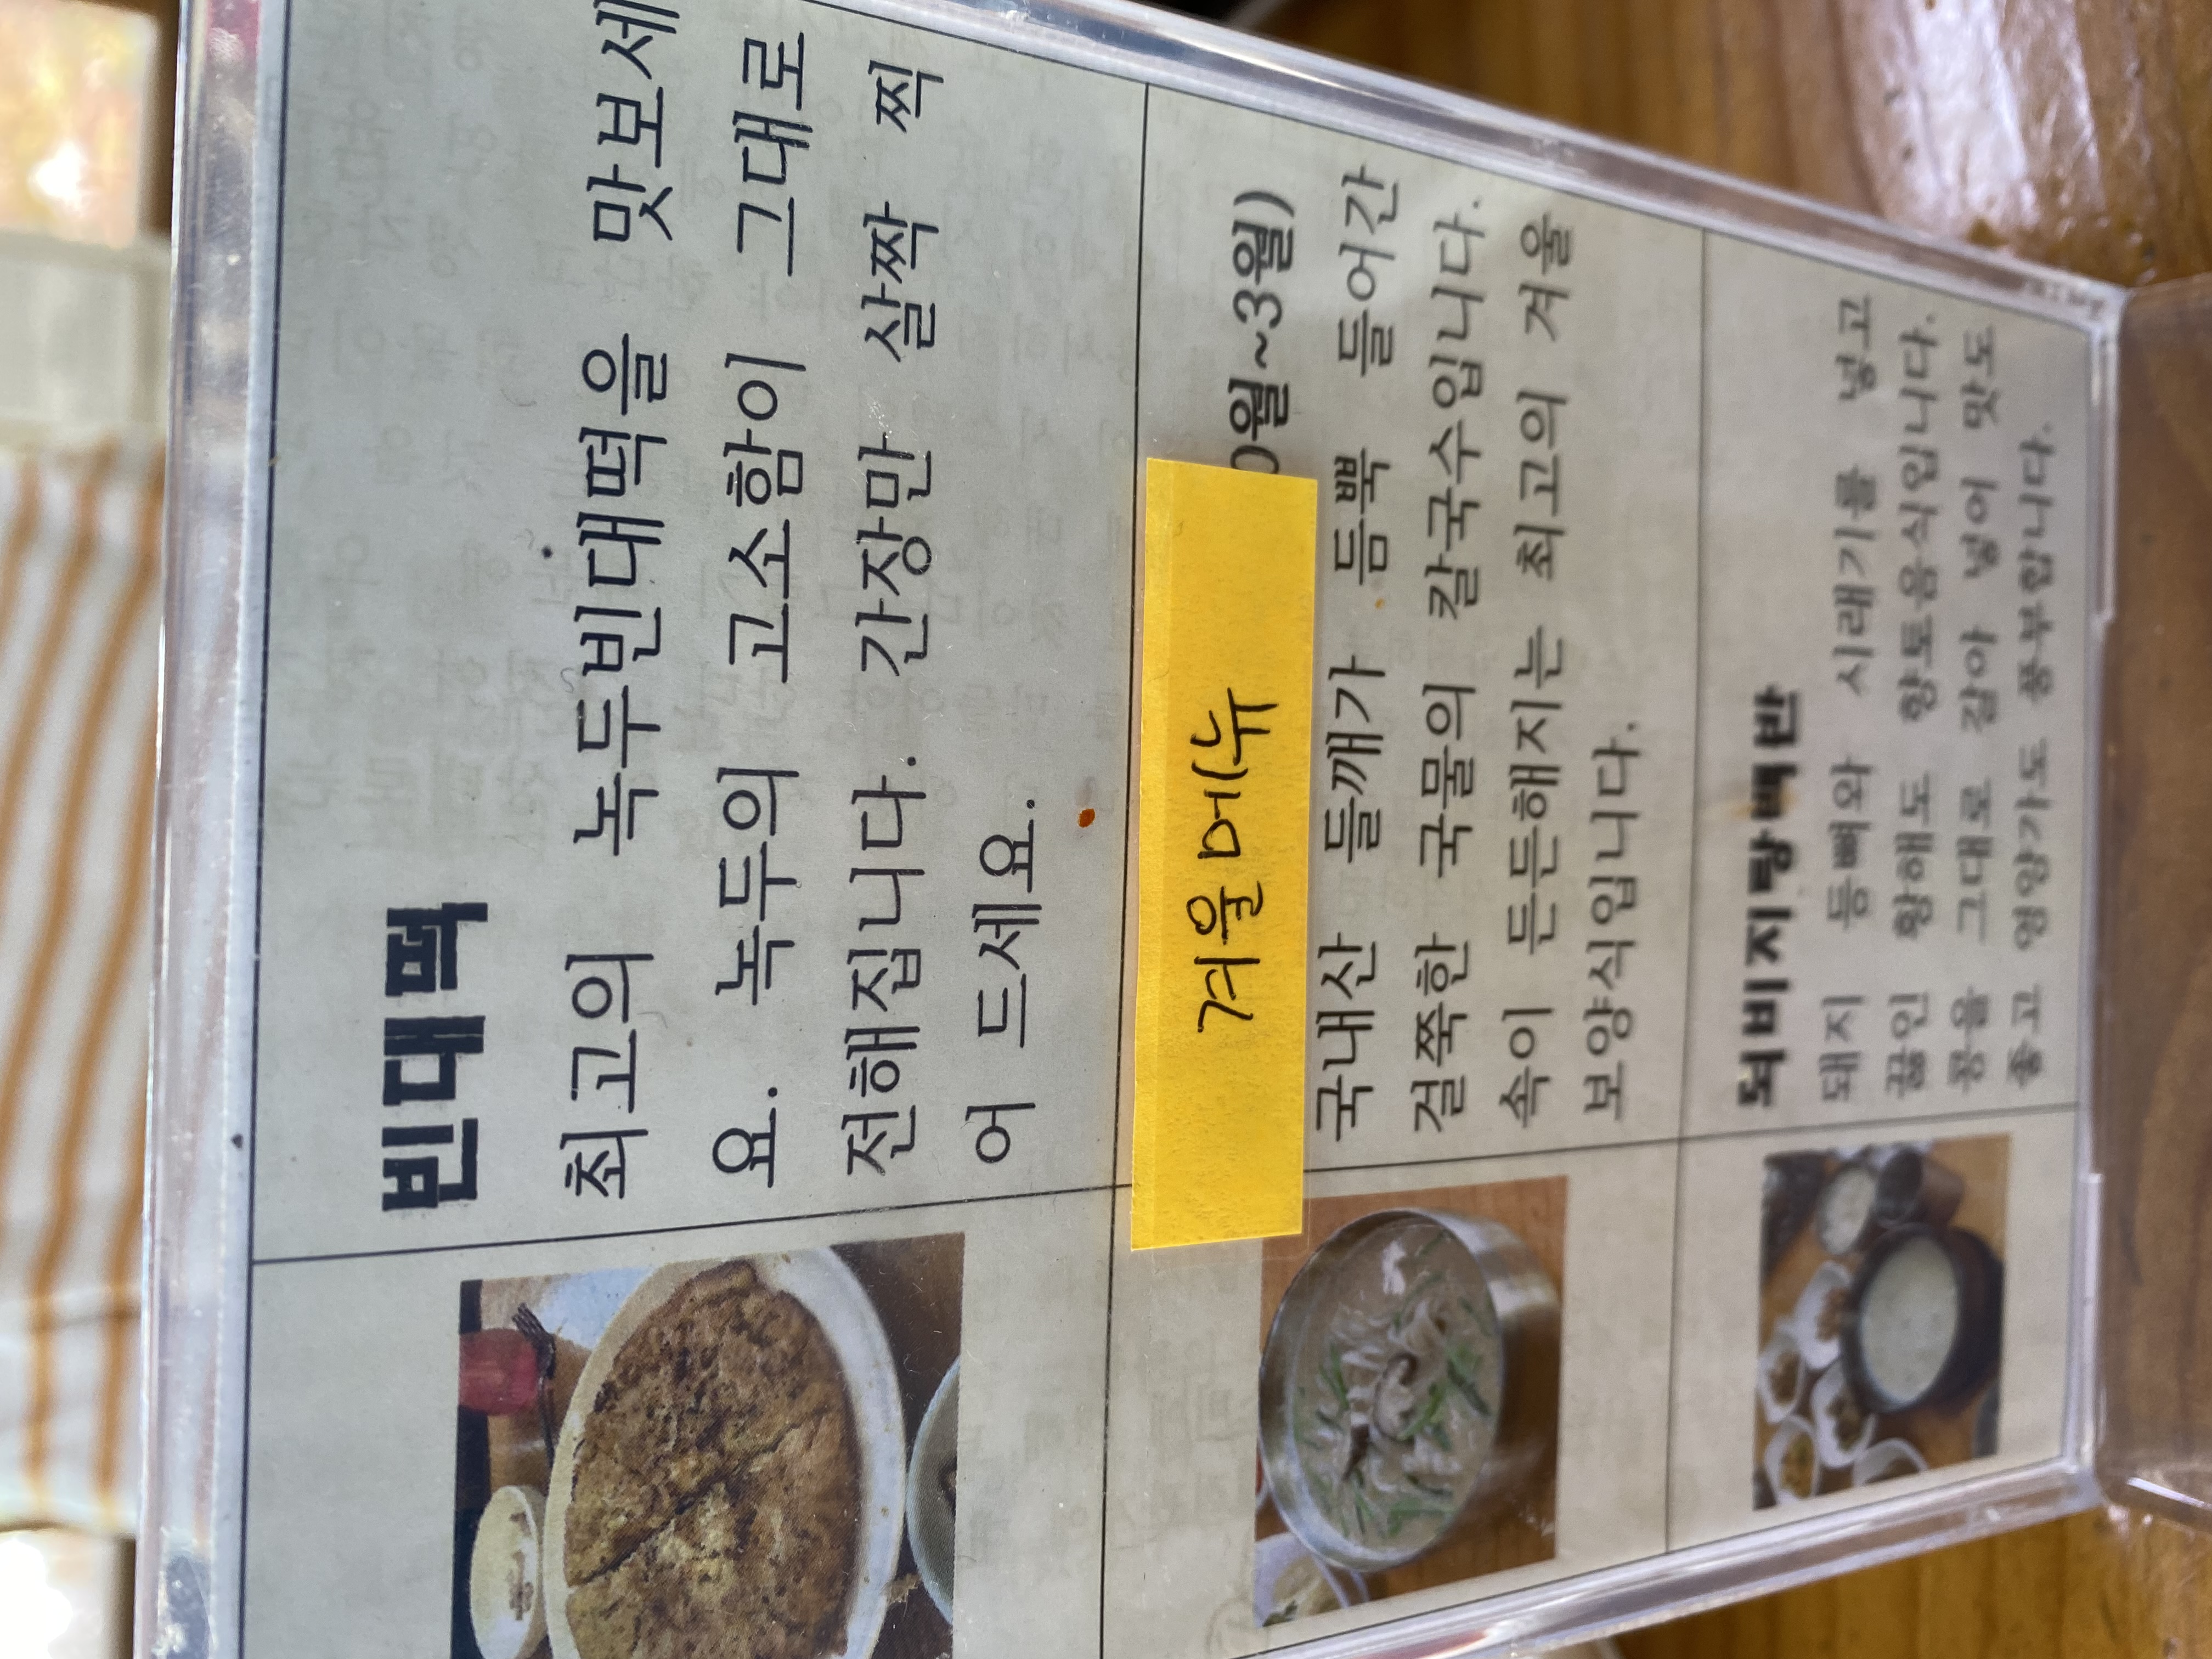 빈대떡
최고의 녹두빈대떡을 맛보세
요. 녹두의 고소함이 그대로
전해집니다. 간장만 살짝 찍
어 드세요.
겨울메뉴
0월~3월)
국내산 들깨가 듬뿍 들어간
걸쭉한 국물의 칼국수입니다.
속이 든든해지는 최고의 겨울
보양식입니다.
되비지탕백반
돼지 등뼈와 시래기를 넣고
끓인 황해도 향토음식입니다.
콩을 그대로 갈아 넣어 맛도
좋고 영양가도 풍부합니다.